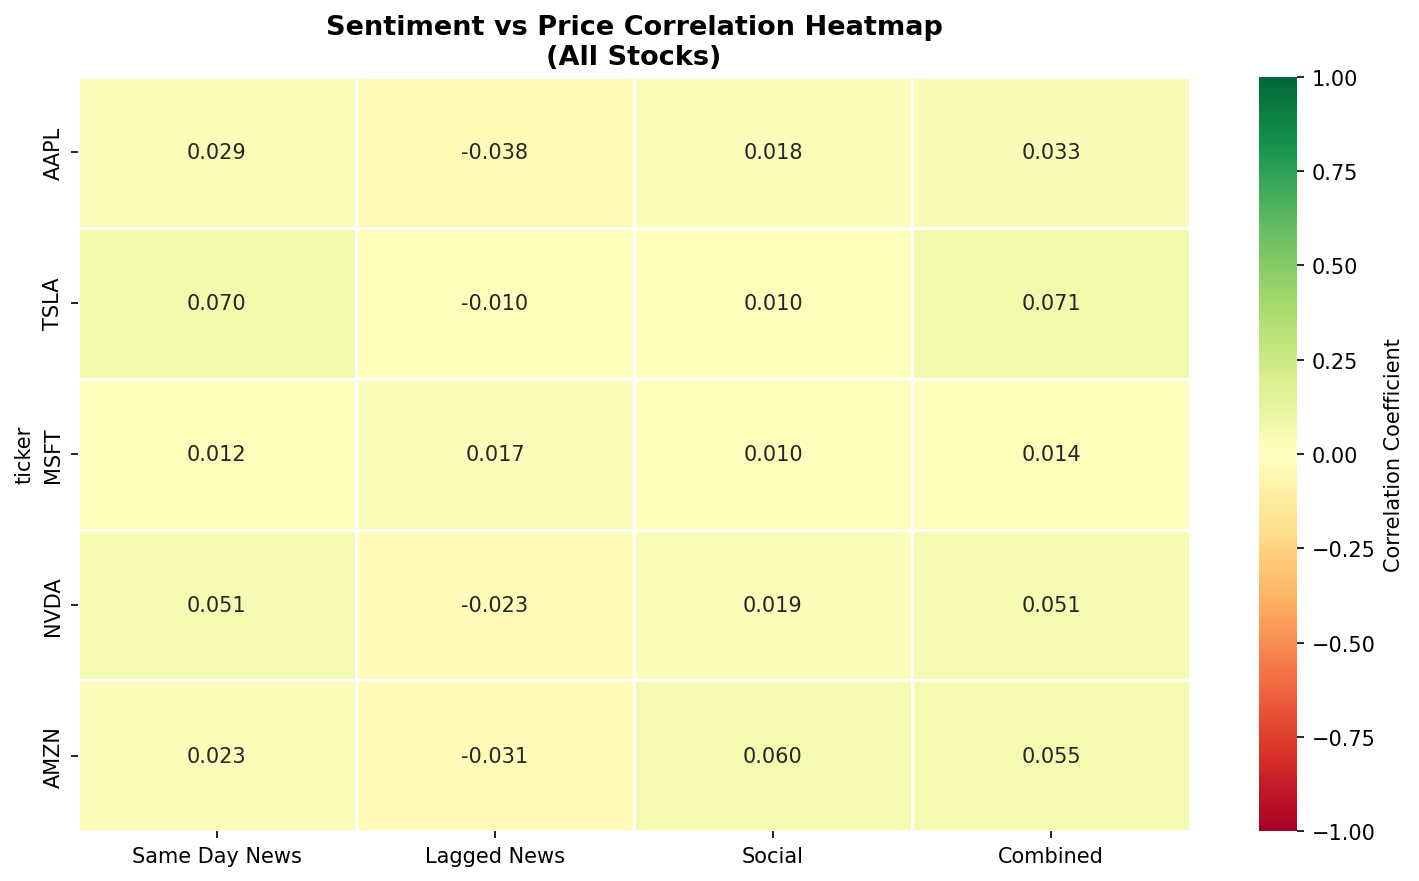 Sentiment vs Price Correlation Heatmap
(All Stocks)
ticker
AAPL 0.029 -0.038 0.018 0.033
TSLA 0.070 -0.010 0.010 0.071
MSFT 0.012 0.017 0.010 0.014
NVDA 0.051 -0.023 0.019 0.051
AMZN 0.023 -0.031 0.060 0.055
Same Day News Lagged News Social Combined
1.00
0.75
0.50
0.25
0.00
−0.25
−0.50
−0.75
−1.00
Correlation Coefficient